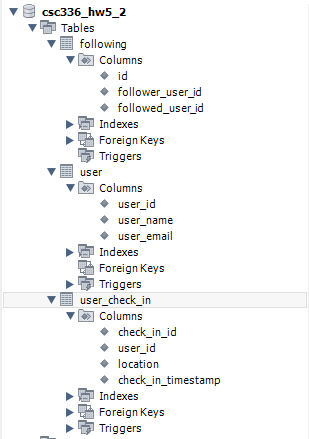 csc336_hw5_2
Tables
following
Columns
id
follower_user_id
followed_user_id
Indexes
Foreign Keys
Triggers
user
Columns
user_id
user_name
user_email
Indexes
Foreign Keys
Triggers
user_check_in
Columns
check_in_id
user_id
location
check_in_timestamp
Indexes
Foreign Keys
Triggers